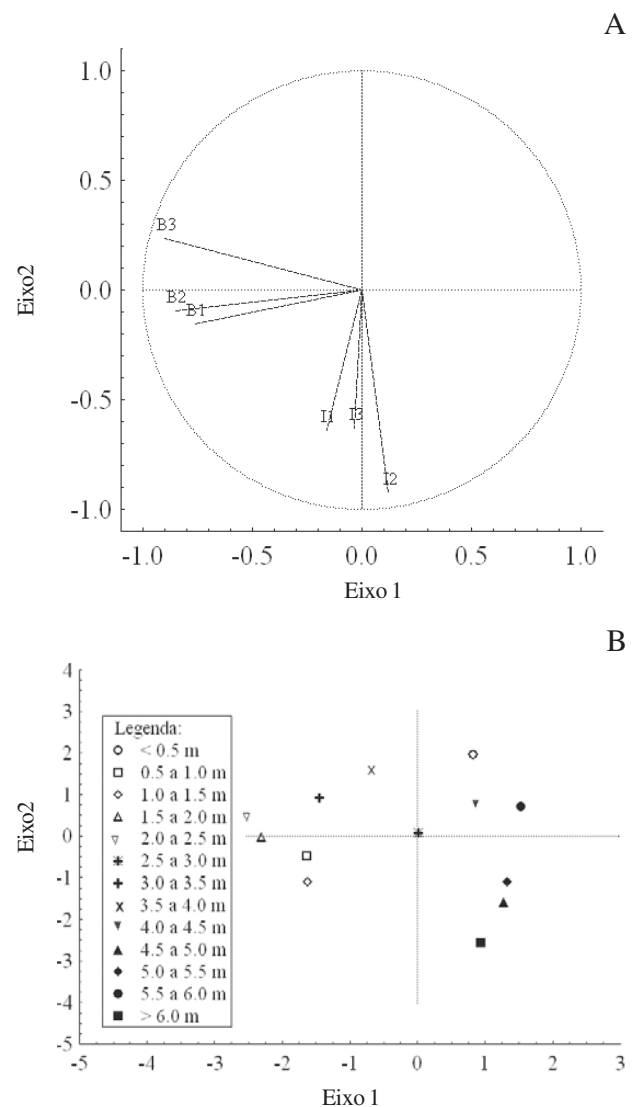 A
1.0
0.5
0.0
-0.5
-1.0
Eixo2
B3
B2
B1
I1
I3
I2
-1.0 -0.5 0.0 0.5 1.0
Eixo 1
B
4
3
2
1
0
-1
-2
-3
-4
-5
Eixo2
Legenda:
< 0.5 m
0.5 a 1.0 m
1.0 a 1.5 m
1.5 a 2.0 m
2.0 a 2.5 m
2.5 a 3.0 m
3.0 a 3.5 m
3.5 a 4.0 m
4.0 a 4.5 m
4.5 a 5.0 m
5.0 a 5.5 m
5.5 a 6.0 m
> 6.0 m
-5 -4 -3 -2 -1 0 1 2 3
Eixo 1